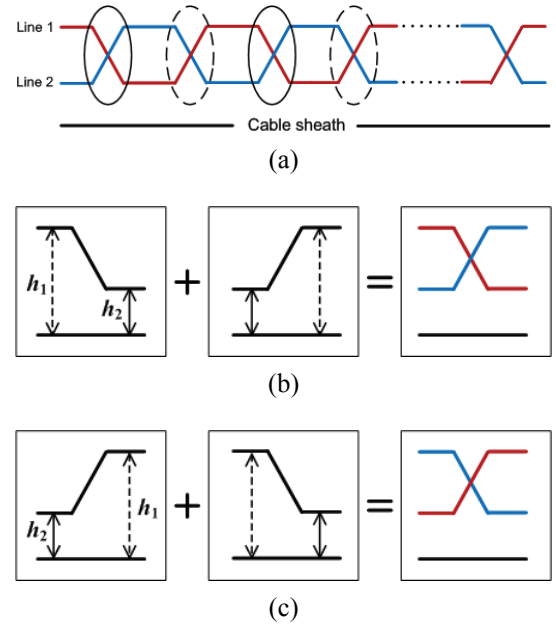 Line 1
Line 2
Cable sheath
(a)
h1
h2
+
=
(b)
h2
h1
+
=
(c)